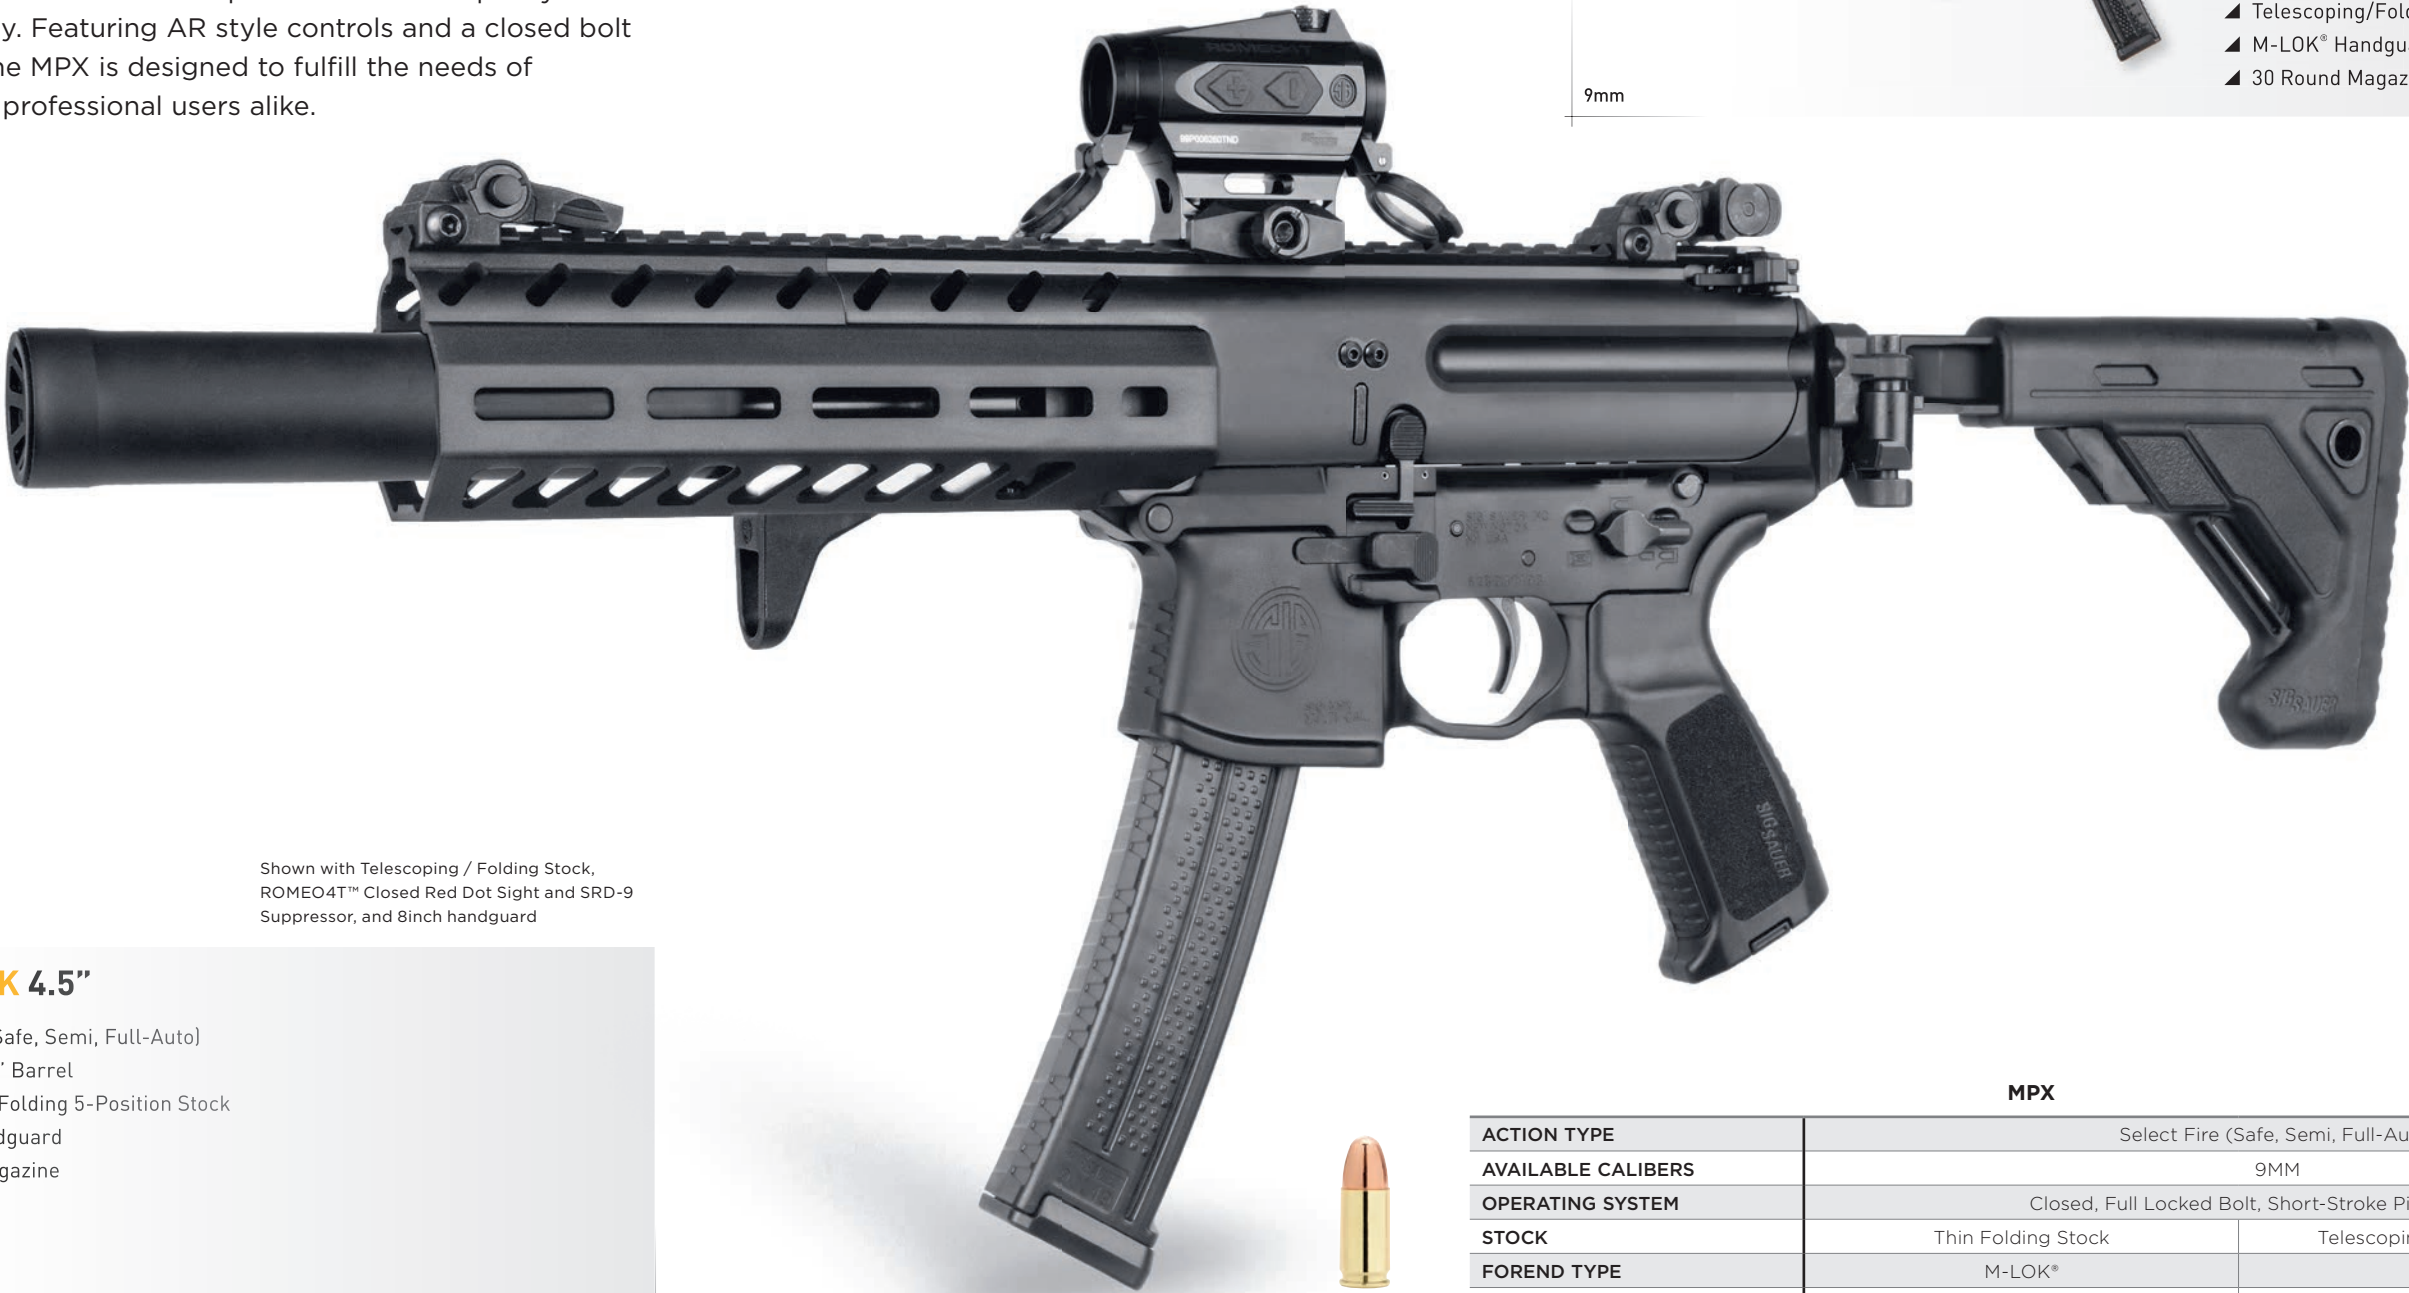 y. Featuring AR style controls and a closed bolt
ne MPX is designed to fulfill the needs of
professional users alike.
Telescoping/Fold
M-LOK® Handgu
30 Round Magaz
9mm
ROMEO4T
SIG SAUER
SIG SAUER
Shown with Telescoping / Folding Stock,
ROMEO4T™ Closed Red Dot Sight and SRD-9
Suppressor, and 8inch handguard
K 4.5”
Safe, Semi, Full-Auto)
” Barrel
Folding 5-Position Stock
dguard
gazine
MPX
ACTION TYPE Select Fire (Safe, Semi, Full-Au
AVAILABLE CALIBERS 9MM
OPERATING SYSTEM Closed, Full Locked Bolt, Short-Stroke Pi
STOCK Thin Folding Stock Telescopin
FOREND TYPE M-LOK®